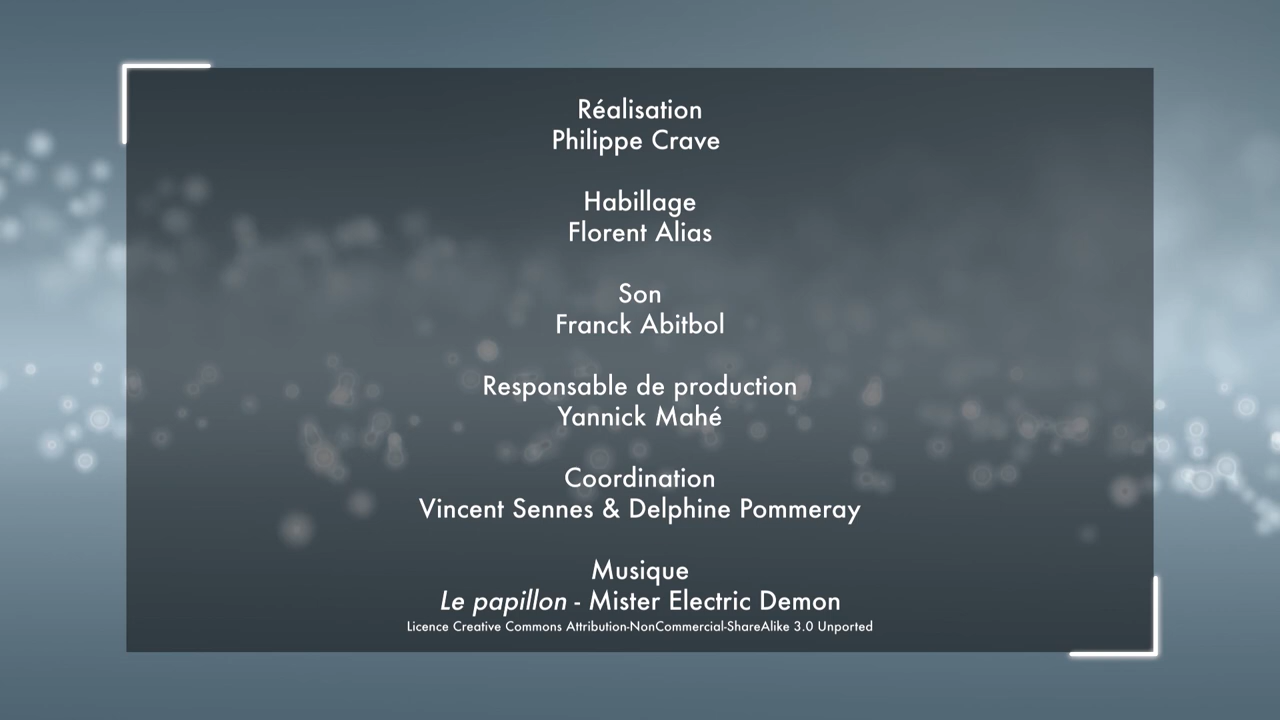 Réalisation
Philippe Crave
Habillage
Florent Alias
Son
Franck Abitbol
Responsable de production
Yannick Mahé
Coordination
Vincent Sennes & Delphine Pommeray
Musique
Le papillon - Mister Electric Demon
Licence Creative Commons Attribution-NonCommercial-ShareAlike 3.0 Unported